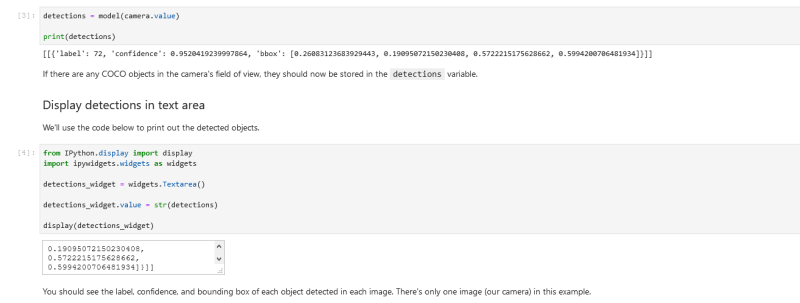 [3]: detections = model(camera.value)
print(detections)
[[{'label': 72, 'confidence': 0.9520419239997864, 'bbox': [0.26083123683929443, 0.19095072150230408, 0.5722215175628662, 0.5994200706481934]}]]
If there are any COCO objects in the camera's field of view, they should now be stored in the detections variable.
Display detections in text area
We'll use the code below to print out the detected objects.
[4]: from IPython.display import display
import ipywidgets.widgets as widgets
detections_widget = widgets.Textarea()
detections_widget.value = str(detections)
display(detections_widget)
0.19095072150230408,
0.5722215175628662,
0.5994200706481934]}]]
You should see the label, confidence, and bounding box of each object detected in each image. There's only one image (our camera) in this example.